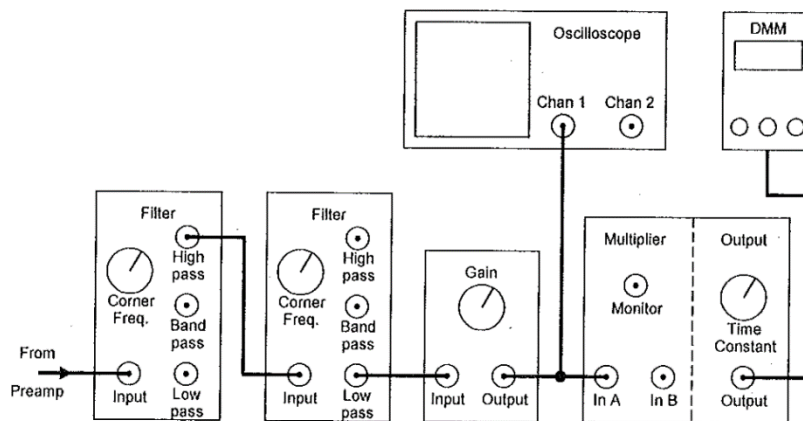 Oscilloscope
Chan 1
Chan 2
DMM
Filter
High
pass
Corner
Freq.
Band
pass
From
Preamp
Input
Low
pass
Filter
High
pass
Corner
Freq.
Band
pass
Input
Low
pass
Gain
Input
Output
Multiplier
Monitor
In A
In B
Output
Time
Constant
Output